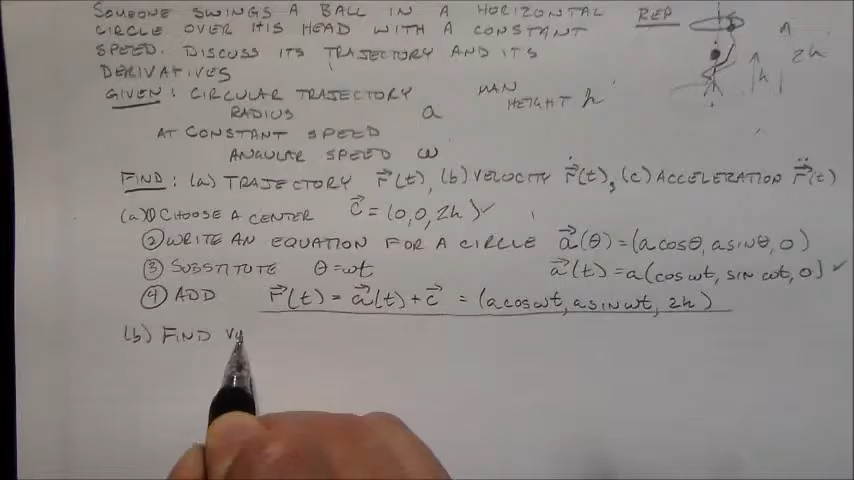 SOMEONE SWINGS A BALL IN A HORIZONTAL REP
CIRCLE OVER HIS HEAD WITH A CONSTANT
SPEED. DISCUSS ITS TRAJECTORY AND ITS 2h
DERIVATIVES h
GIVEN: CIRCULAR TRAJECTORY MAN
RADIUS a HEIGHT h
AT CONSTANT SPEED
ANGULAR SPEED ω
FIND: (a) TRAJECTORY r⃗(t), (b) VELOCITY ṙ⃗(t), (c) ACCELERATION r̈⃗(t)
(a) ① CHOOSE A CENTER c⃗ = (0,0,2h) ✓
② WRITE AN EQUATION FOR A CIRCLE a⃗(θ)=(a cosθ, a sinθ, 0)
③ SUBSTITUTE θ=ωt a⃗(t)=a(cos ωt, sin ωt, 0) ✓
④ ADD r⃗(t) = a⃗(t)+c⃗ = (a cos ωt, a sin ωt, 2h)
(b) FIND